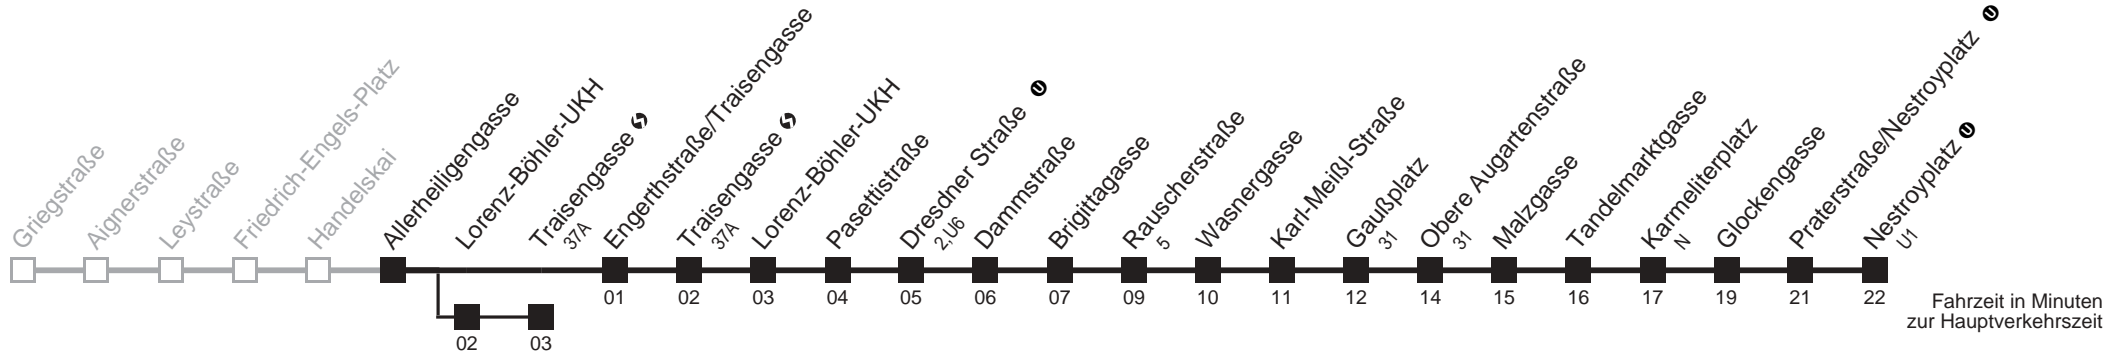 Griegstraße
Aignerstraße
Leystraße
Friedrich-Engels-Platz
Handelskai
Allerheiligengasse
Lorenz-Böhler-UKH
Traisengasse
37A
Engerthstraße/Traisengasse
Traisengasse
37A
Lorenz-Böhler-UKH
Pasettistraße
Dresdner Straße U
2,U6
Dammstraße
Brigittagasse
Rauscherstraße
5
Wasnergasse
Karl-Meißl-Straße
Gaußplatz
31
Obere Augartenstraße
31
Malzgasse
Tandelmarktgasse
Karmeliterplatz
N
Glockengasse
Praterstraße/Nestroyplatz U
Nestroyplatz U
U1
01 02 03 04 05 06 07 09 10 11 12 14 15 16 17 19 21 22
02 03
Fahrzeit in Minuten
zur Hauptverkehrszeit